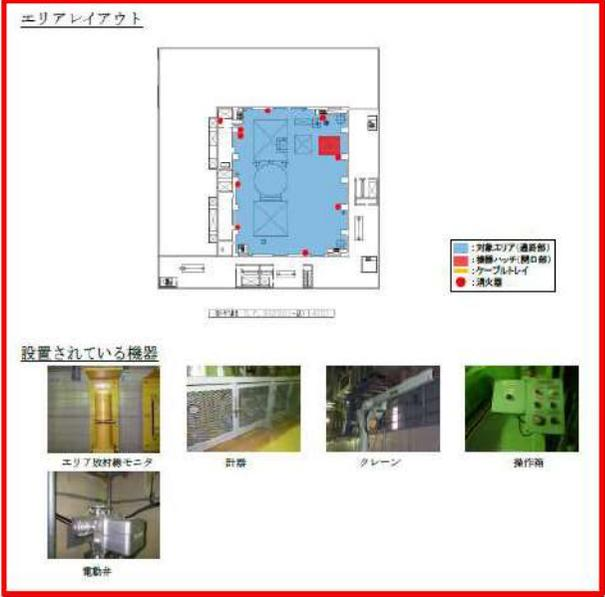 エリアレイアウト
：対象エリア(通路部)
：機器ハッチ(開口部)
：ケーブルトレイ
：消火器
設置されている機器
エリア放射線モニタ
計器
クレーン
操作箱
電動弁